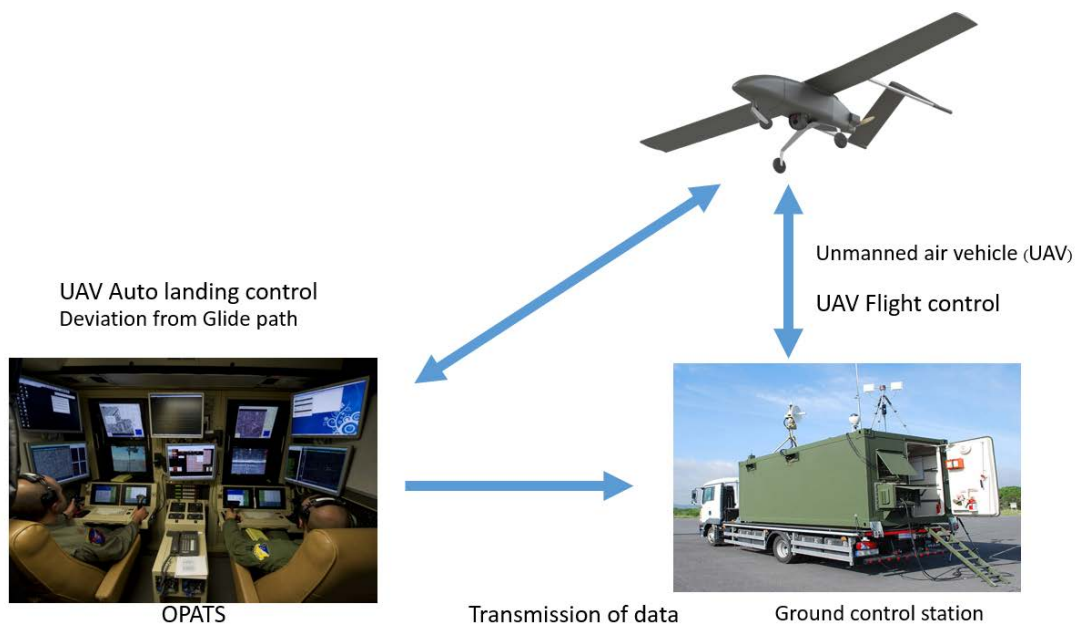 Unmanned air vehicle (UAV)
UAV Flight control
UAV Auto landing control
Deviation from Glide path
OPATS
Transmission of data
Ground control station